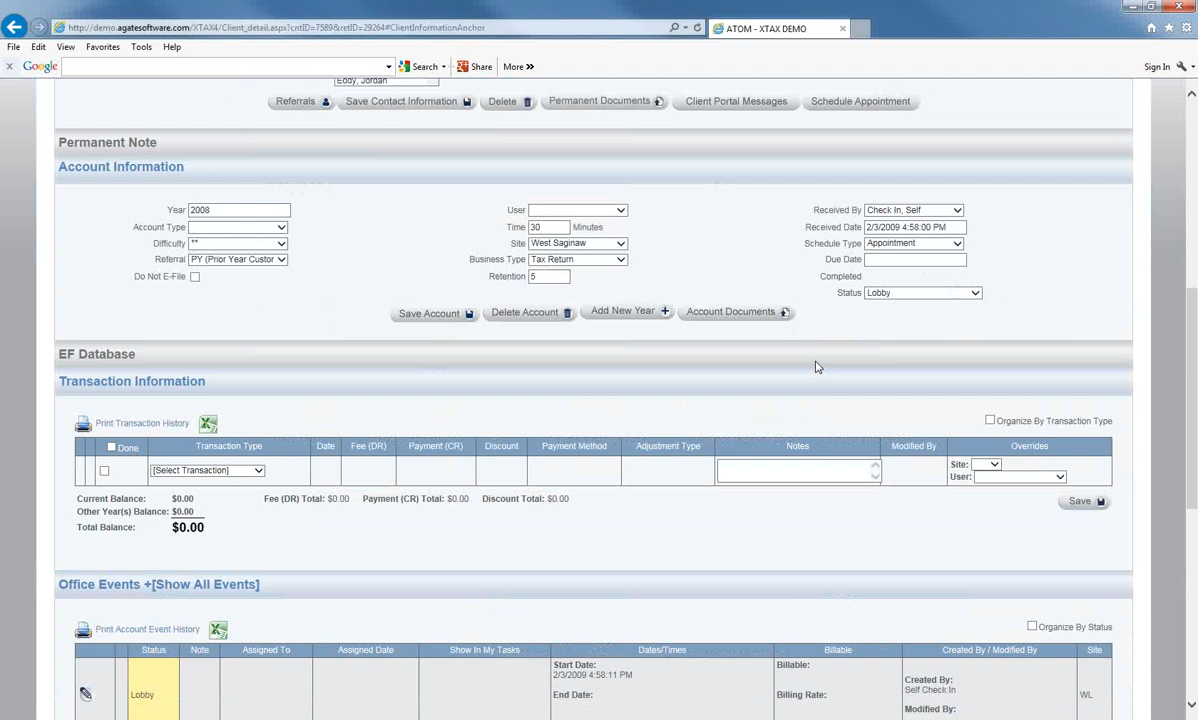 http://demo.agatesoftware.com/XTAX4/Client_detail.aspx?cntID=7589&retID=29264#ClientInformationAnchor
ATOM - XTAX DEMO
File Edit View Favorites Tools Help
Google Search Share More » Sign In
Eddy, Jordan
Referrals Save Contact Information Delete Permanent Documents Client Portal Messages Schedule Appointment
Permanent Note
Account Information
Year 2008 User Received By Check In, Self
Account Type Time 30 Minutes Received Date 2/3/2009 4:58:00 PM
Difficulty ** Site West Saginaw Schedule Type Appointment
Referral PY (Prior Year Custor Business Type Tax Return Due Date
Do Not E-File Retention 5 Completed
Status Lobby
Save Account Delete Account Add New Year Account Documents
EF Database
Transaction Information
Print Transaction History Organize By Transaction Type
Done Transaction Type Date Fee (DR) Payment (CR) Discount Payment Method Adjustment Type Notes Modified By Overrides
[Select Transaction] Site:
User:
Current Balance: $0.00 Fee (DR) Total: $0.00 Payment (CR) Total: $0.00 Discount Total: $0.00 Save
Other Year(s) Balance: $0.00
Total Balance: $0.00
Office Events +[Show All Events]
Print Account Event History Organize By Status
Status Note Assigned To Assigned Date Show In My Tasks Dates/Times Billable Created By / Modified By Site
Start Date: Billable:
2/3/2009 4:58:11 PM Created By:
Lobby End Date: Billing Rate: Self Check In WL
Modified By: